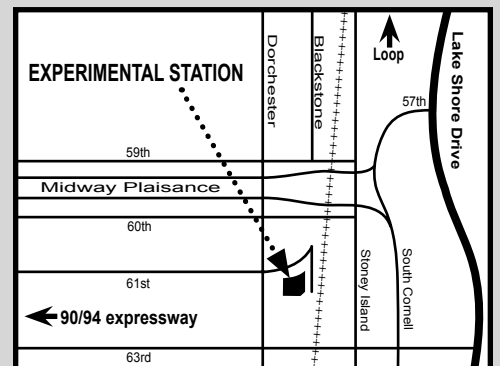 Loop
Lake Shore Drive
Dorchester
Blackstone
EXPERIMENTAL STATION
57th
59th
Midway Plaisance
60th
Stoney Island
South Cornell
61st
90/94 expressway
63rd